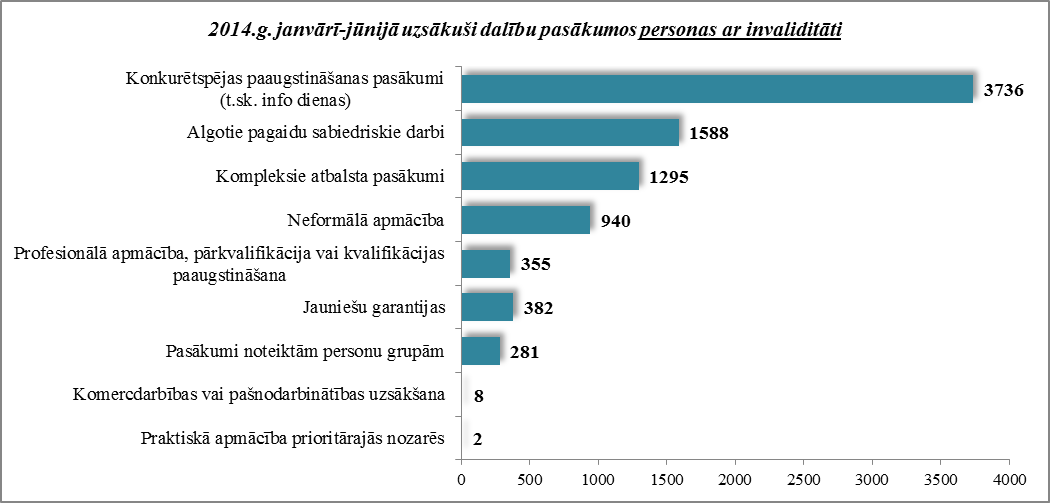 2014.g. janvārī-jūnijā uzsākuši dalību pasākumos personas ar invaliditāti
Konkurētspējas paaugstināšanas pasākumi
(t.sk. info dienas)
3736
Algotie pagaidu sabiedriskie darbi
1588
Kompleksie atbalsta pasākumi
1295
Neformālā apmācība
940
Profesionālā apmācība, pārkvalifikācija vai kvalifikācijas
paaugstināšana
355
Jauniešu garantijas
382
Pasākumi noteiktām personu grupām
281
Komercdarbības vai pašnodarbinātības uzsākšana
8
Praktiskā apmācība prioritārajās nozarēs
2
0 500 1000 1500 2000 2500 3000 3500 4000